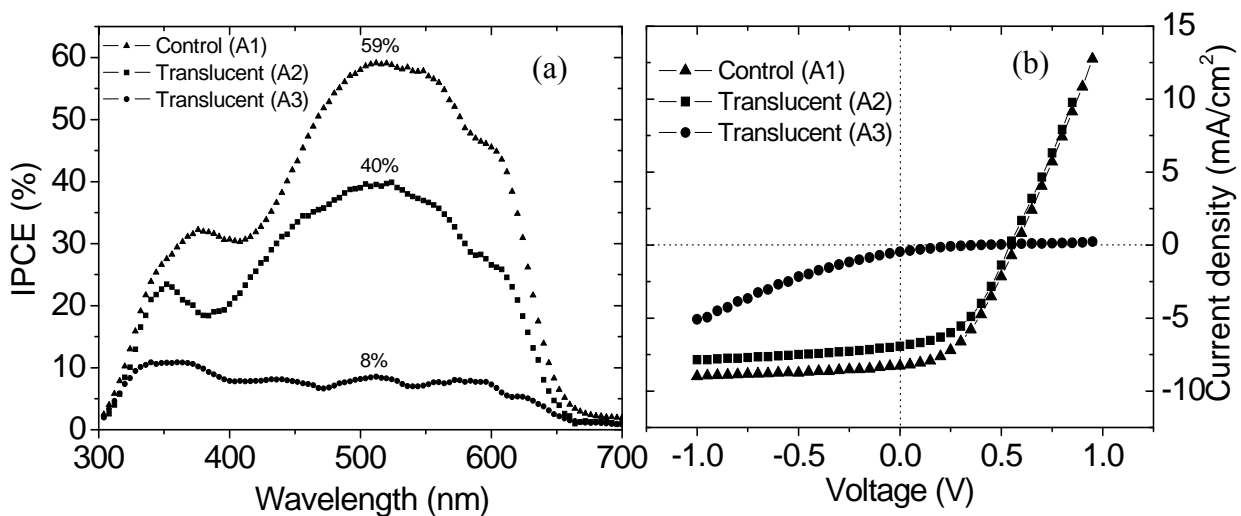 (a)
Control (A1)
Translucent (A2)
Translucent (A3)
59%
40%
8%
IPCE (%)
60
50
40
30
20
10
0
300
400
500
600
700
Wavelength (nm)
(b)
Control (A1)
Translucent (A2)
Translucent (A3)
15
10
5
0
-5
-10
Current density (mA/cm²)
-1.0
-0.5
0.0
0.5
1.0
Voltage (V)